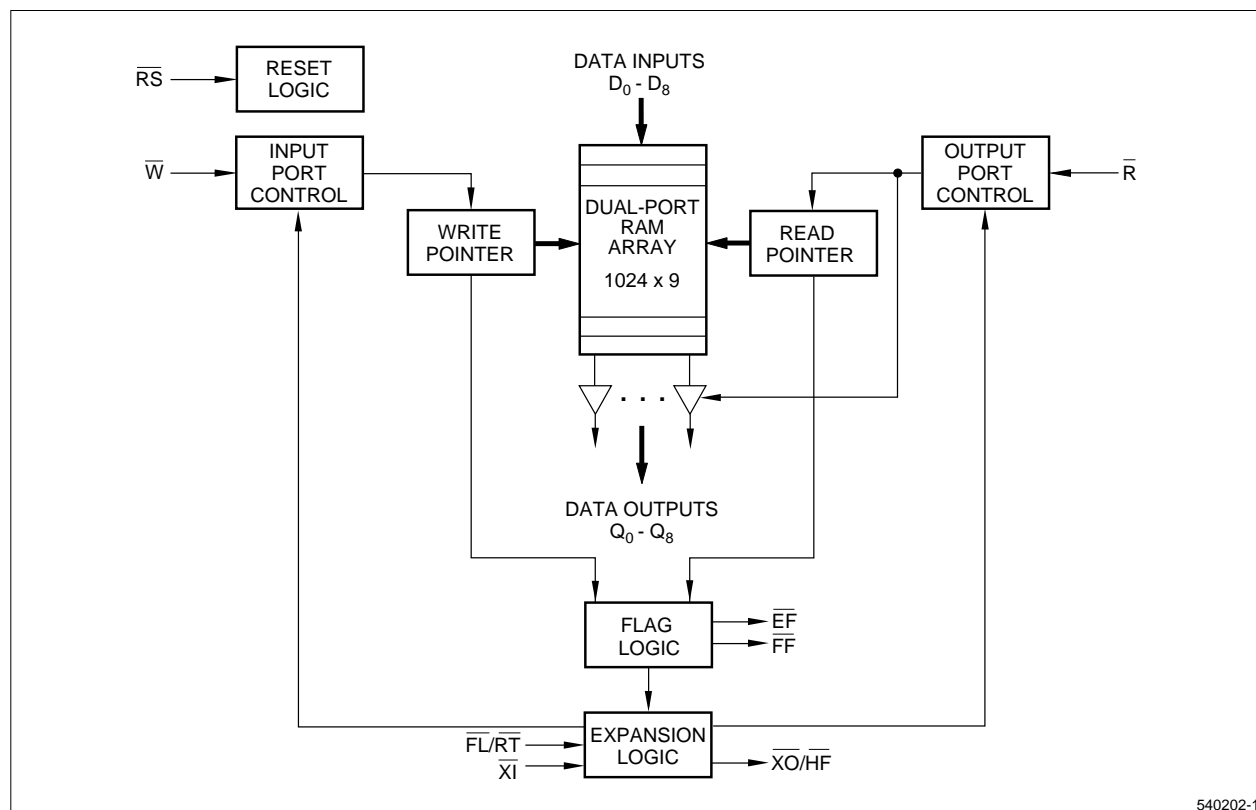 RS
RESET
LOGIC
DATA INPUTS
D0 - D8
W
INPUT
PORT
CONTROL
OUTPUT
PORT
CONTROL
R
WRITE
POINTER
DUAL-PORT
RAM
ARRAY
1024 x 9
READ
POINTER
. . .
DATA OUTPUTS
Q0 - Q8
FLAG
LOGIC
EF
FF
FL/RT
XI
EXPANSION
LOGIC
XO/HF
540202-1